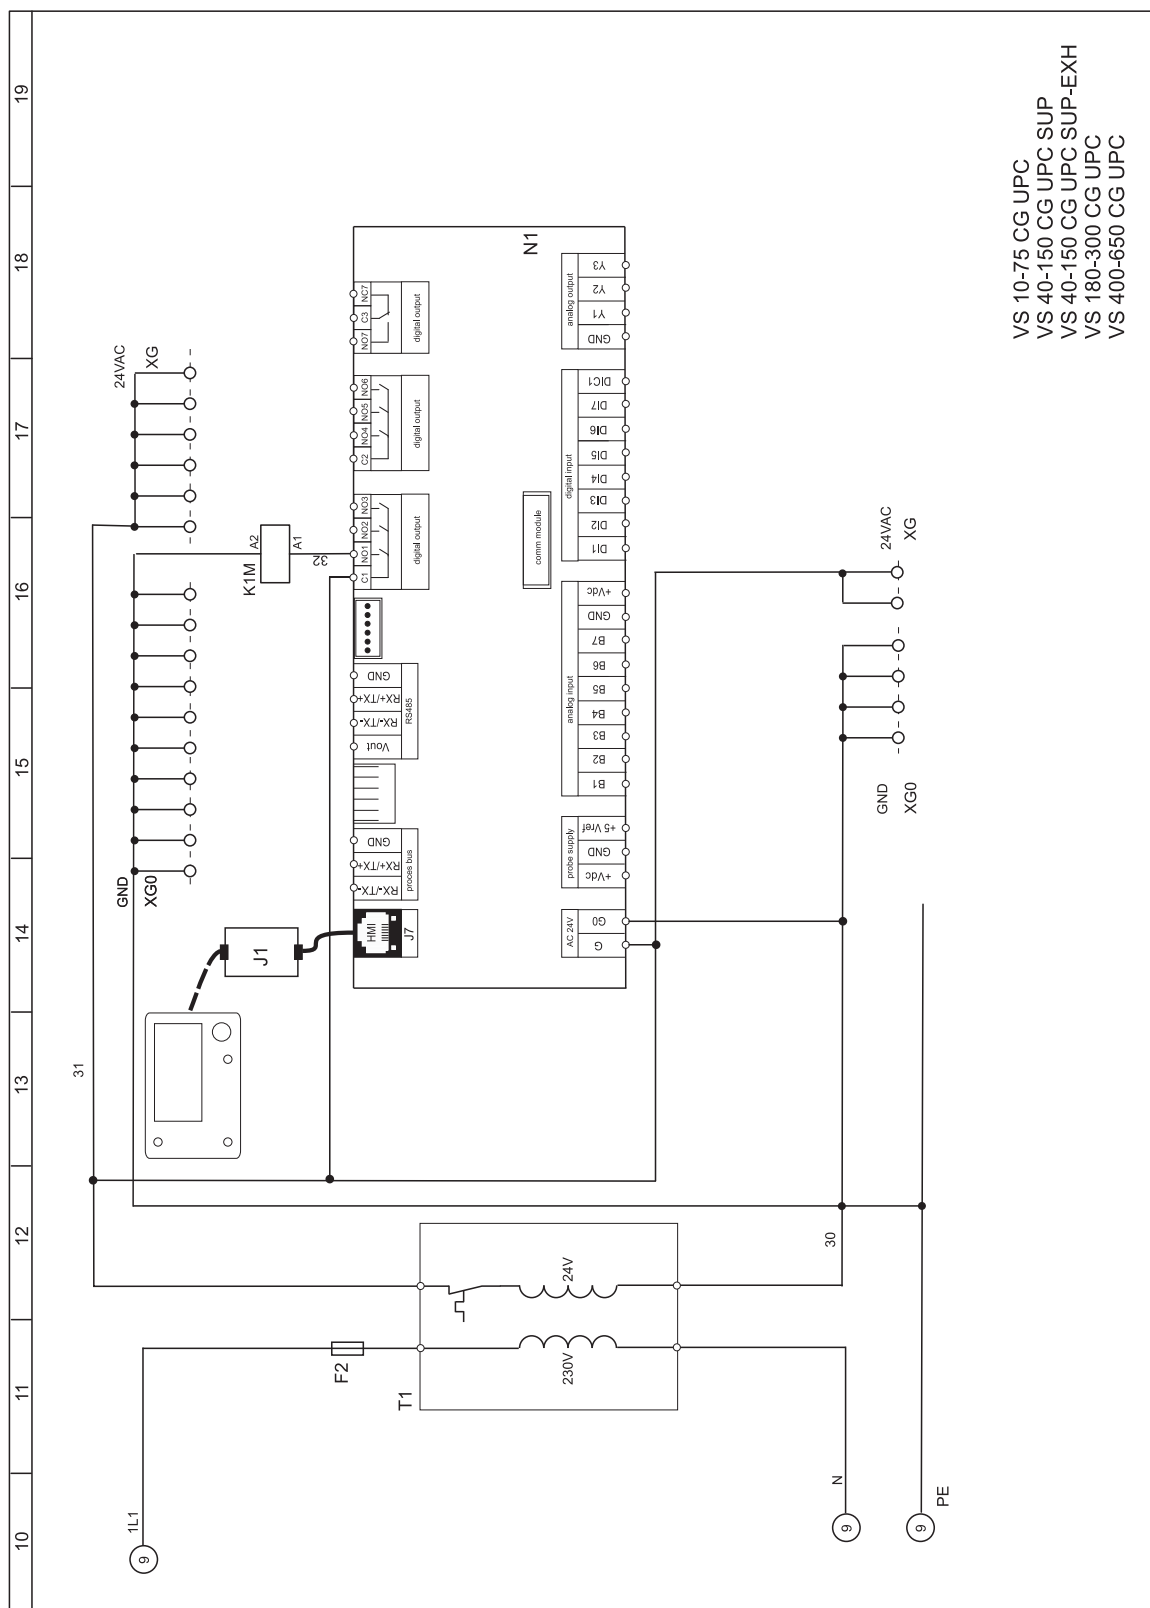 10
11
12
13
14
15
16
17
18
19
9
1L1
F2
T1
230V
24V
9
N
9
PE
30
31
GND
XG0
24VAC
XG
J1
K1M
A2
A1
32
N1
HMI
J7
RX-/TX-
RX+/TX+
GND
proces bus
Vout
RX-/TX-
RX+/TX+
GND
RS485
C1
NO1
NO2
NO3
digital output
C2
NO4
NO5
NO6
digital output
NO7
C3
NC7
digital output
comm module
AC 24V
G
G0
probe supply
+Vdc
GND
+5 Vref
analog input
B1
B2
B3
B4
B5
B6
B7
GND
+Vdc
digital input
DI1
DI2
DI3
DI4
DI5
DI6
DI7
DIC1
analog output
GND
Y1
Y2
Y3
GND
XG0
24VAC
XG
VS 10-75 CG UPC
VS 40-150 CG UPC SUP
VS 40-150 CG UPC SUP-EXH
VS 180-300 CG UPC
VS 400-650 CG UPC